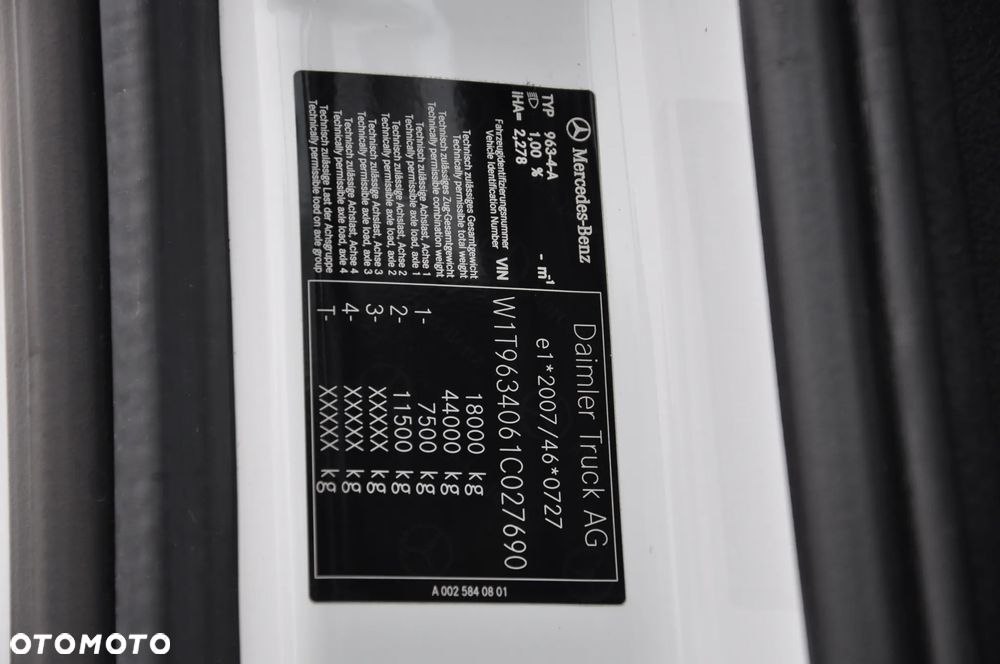 Mercedes-Benz
TYP 963-4-A
1,00 %
- m-1
iHA= 2,278
Daimler Truck AG
e1*2007/46*0727
Fahrzeugidentifizierungsnummer
Vehicle Identification Number
VIN W1T9634061C027690
Technisch zulässiges Gesamtgewicht
Technically permissible total weight
18000 kg
Technisch zulässiges Zug-Gesamtgewicht
Technically permissible combination weight
44000 kg
Technisch zulässige Achslast, Achse 1
Technically permissible axle load, axle 1
1- 7500 kg
Technisch zulässige Achslast, Achse 2
Technically permissible axle load, axle 2
2- 11500 kg
Technisch zulässige Achslast, Achse 3
Technically permissible axle load, axle 3
3- XXXXX kg
Technisch zulässige Achslast, Achse 4
Technically permissible axle load, axle 4
4- XXXXX kg
Technisch zulässige Last der Achsgruppe
Technically permissible load on axle group
T- XXXXX kg
A 002 584 08 01
OTOMOTO